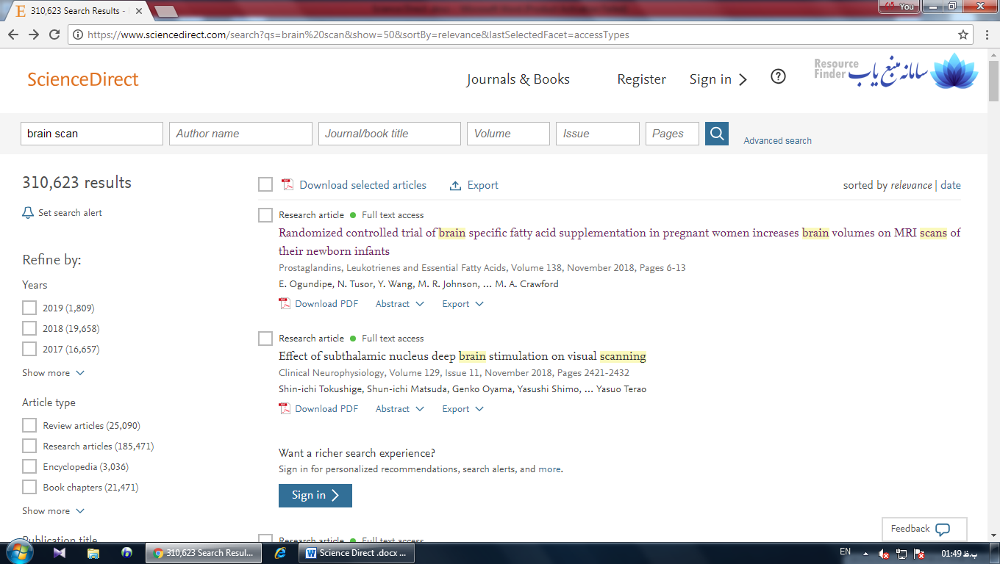 310,623 Search Results -
You
https://www.sciencedirect.com/search?qs=brain%20scan&show=50&sortBy=relevance&lastSelectedFacet=accessTypes
ScienceDirect
Journals & Books
Register
Sign in
Resource Finder
سامانه منبع یاب
brain scan
Author name
Journal/book title
Volume
Issue
Pages
Advanced search
310,623 results
Set search alert
Refine by:
Years
2019 (1,809)
2018 (19,658)
2017 (16,657)
Show more
Article type
Review articles (25,090)
Research articles (185,471)
Encyclopedia (3,036)
Book chapters (21,471)
Show more
Publication title
Download selected articles
Export
sorted by relevance | date
Research article Full text access
Randomized controlled trial of brain specific fatty acid supplementation in pregnant women increases brain volumes on MRI scans of
their newborn infants
Prostaglandins, Leukotrienes and Essential Fatty Acids, Volume 138, November 2018, Pages 6-13
E. Ogundipe, N. Tusor, Y. Wang, M. R. Johnson, ... M. A. Crawford
Download PDF Abstract Export
Research article Full text access
Effect of subthalamic nucleus deep brain stimulation on visual scanning
Clinical Neurophysiology, Volume 129, Issue 11, November 2018, Pages 2421-2432
Shin-ichi Tokushige, Shun-ichi Matsuda, Genko Oyama, Yasushi Shimo, ... Yasuo Terao
Download PDF Abstract Export
Want a richer search experience?
Sign in for personalized recommendations, search alerts, and more.
Sign in
Research article Full text access
Feedback
310,623 Search Resul...
Science Direct .docx ...
EN
01:49 ب.ظ